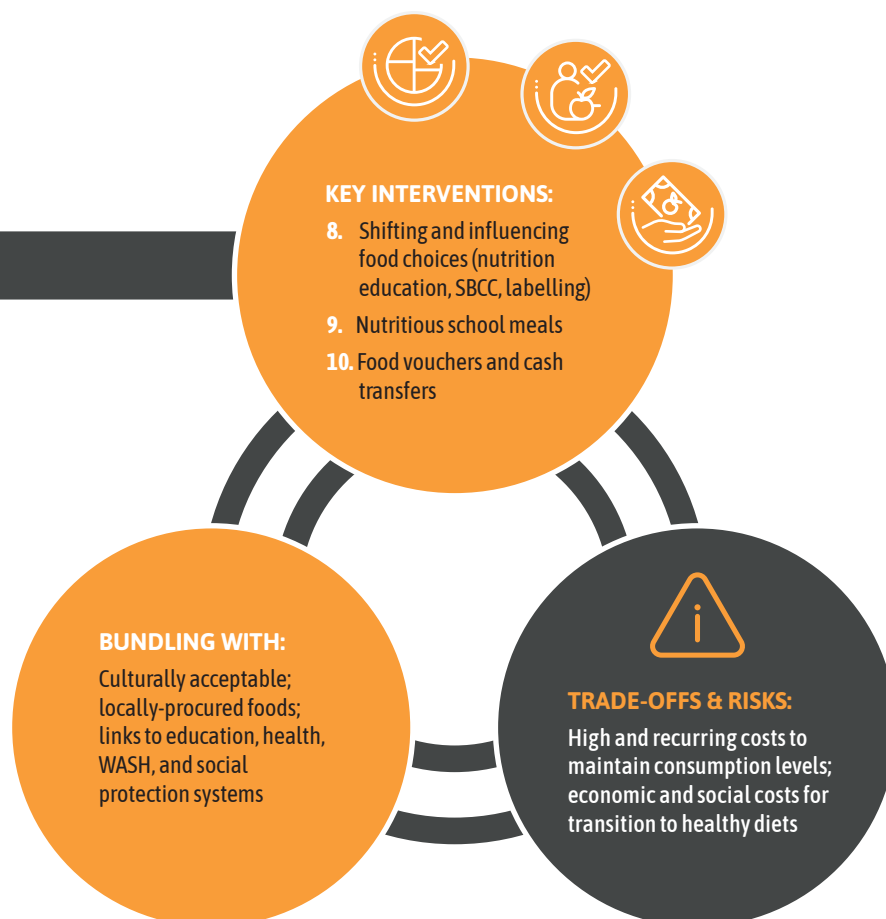 KEY INTERVENTIONS:
8. Shifting and influencing
food choices (nutrition
education, SBCC, labelling)
9. Nutritious school meals
10. Food vouchers and cash
transfers
BUNDLING WITH:
Culturally acceptable;
locally-procured foods;
links to education, health,
WASH, and social
protection systems
TRADE-OFFS & RISKS:
High and recurring costs to
maintain consumption levels;
economic and social costs for
transition to healthy diets